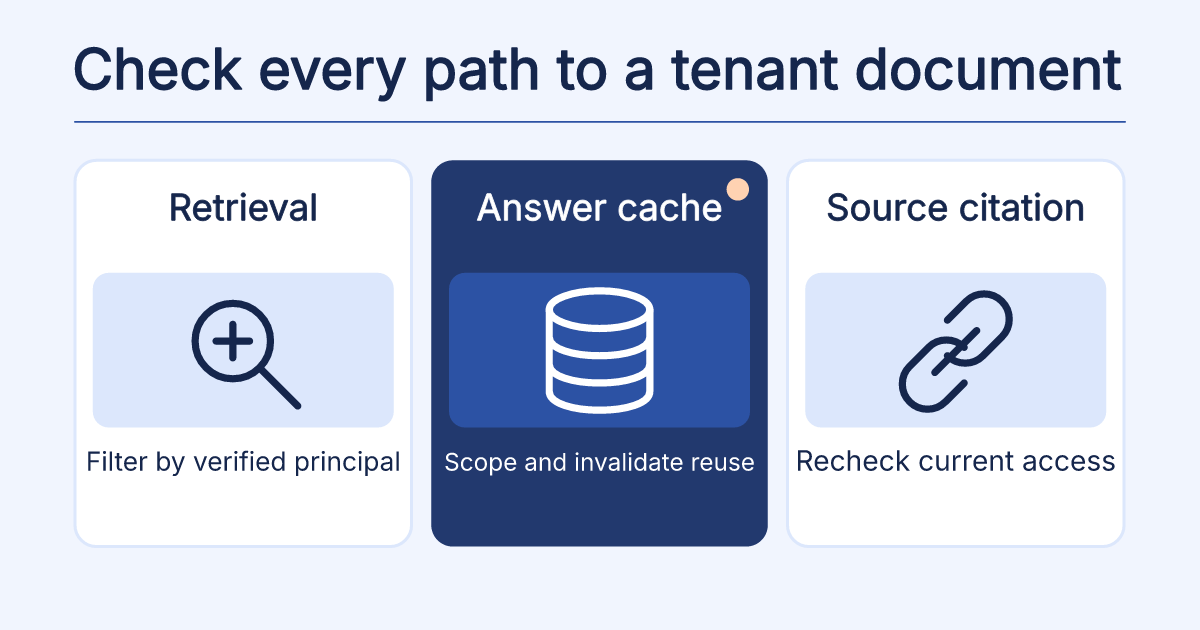 Check every path to a tenant document
Retrieval
Filter by verified principal
Answer cache
Scope and invalidate reuse
Source citation
Recheck current access